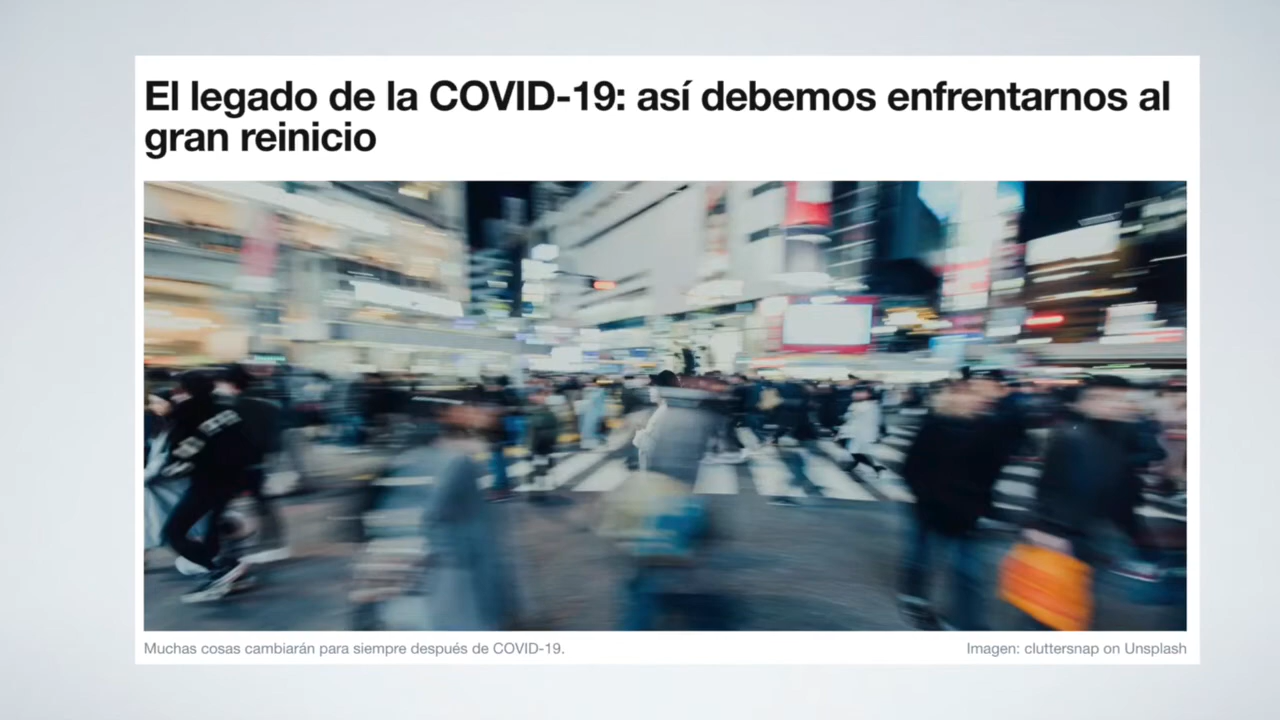 El legado de la COVID-19: así debemos enfrentarnos al
gran reinicio
Muchas cosas cambiarán para siempre después de COVID-19.
Imagen: cluttersnap on Unsplash